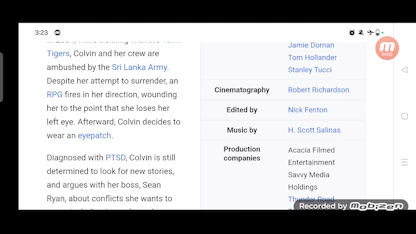 3:23
Tigers, Colvin and her crew are
ambushed by the Sri Lanka Army.
Despite her attempt to surrender, an
RPG fires in her direction, wounding
her to the point that she loses her
left eye. Afterward, Colvin decides to
wear an eyepatch.
Diagnosed with PTSD, Colvin is still
determined to look for new stories,
and argues with her boss, Sean
Ryan, about conflicts she wants to
Jamie Dornan
Tom Hollander
Stanley Tucci
Cinematography Robert Richardson
Edited by Nick Fenton
Music by H. Scott Salinas
Production companies Acacia Filmed
Entertainment
Savvy Media
Holdings
Thunder Road
Recorded by Mobizen